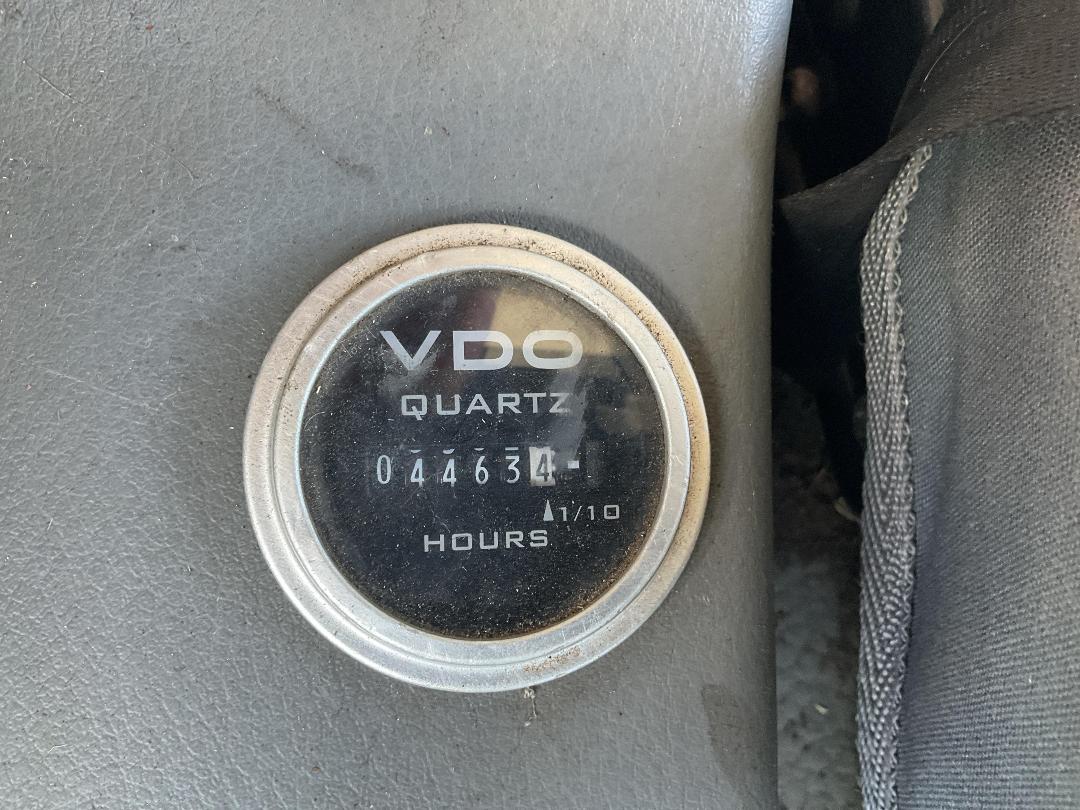 VDO
QUARTZ
044634
1/10
HOURS